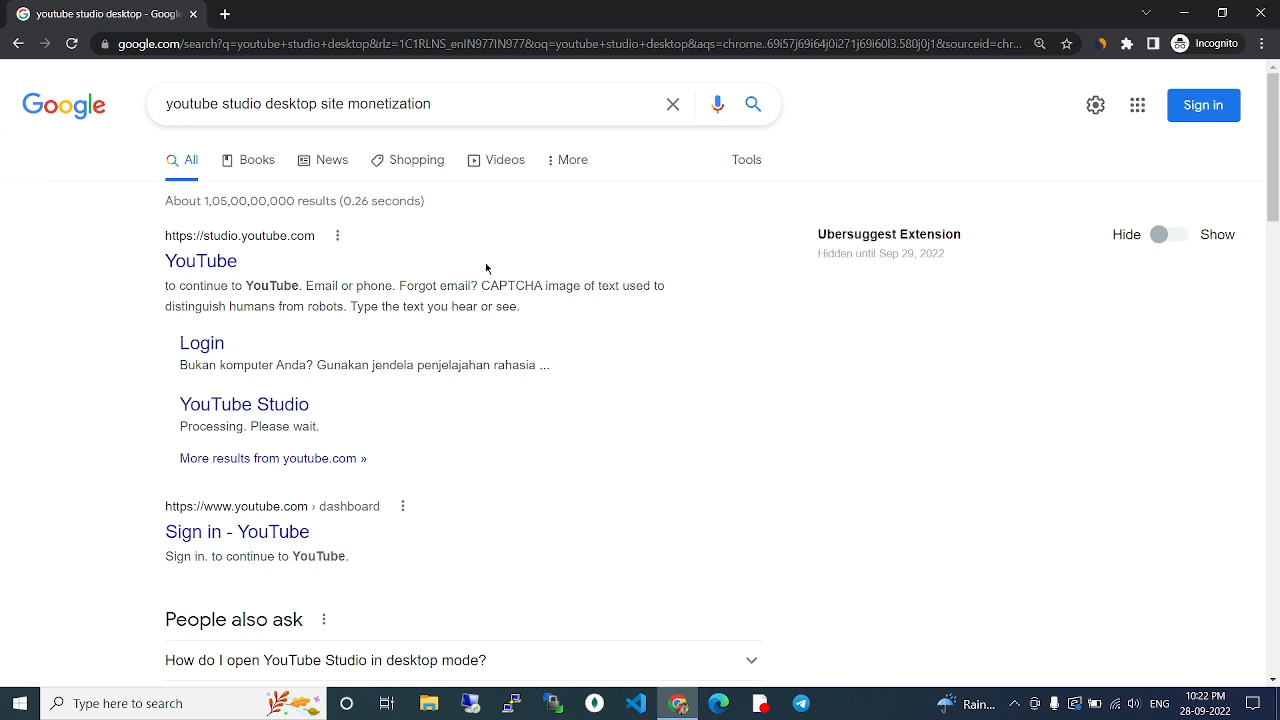 youtube studio desktop - Google
google.com/search?q=youtube+studio+desktop&rlz=1C1RLNS_enIN977IN977&oq=youtube+studio+desktop&aqs=chrome..69i57j69i64j0i271j69i60l3.580j0j1&sourceid=chr...
Incognito
Google
youtube studio desktop site monetization
Sign in
All
Books
News
Shopping
Videos
More
Tools
About 1,05,00,00,000 results (0.26 seconds)
https://studio.youtube.com
YouTube
to continue to YouTube. Email or phone. Forgot email? CAPTCHA image of text used to
distinguish humans from robots. Type the text you hear or see.
Login
Bukan komputer Anda? Gunakan jendela penjelajahan rahasia ...
YouTube Studio
Processing. Please wait.
More results from youtube.com »
https://www.youtube.com › dashboard
Sign in - YouTube
Sign in. to continue to YouTube.
People also ask
How do I open YouTube Studio in desktop mode?
Ubersuggest Extension
Hidden until Sep 29, 2022
Hide
Show
Type here to search
Rain...
ENG
10:22 PM
28-09-2022